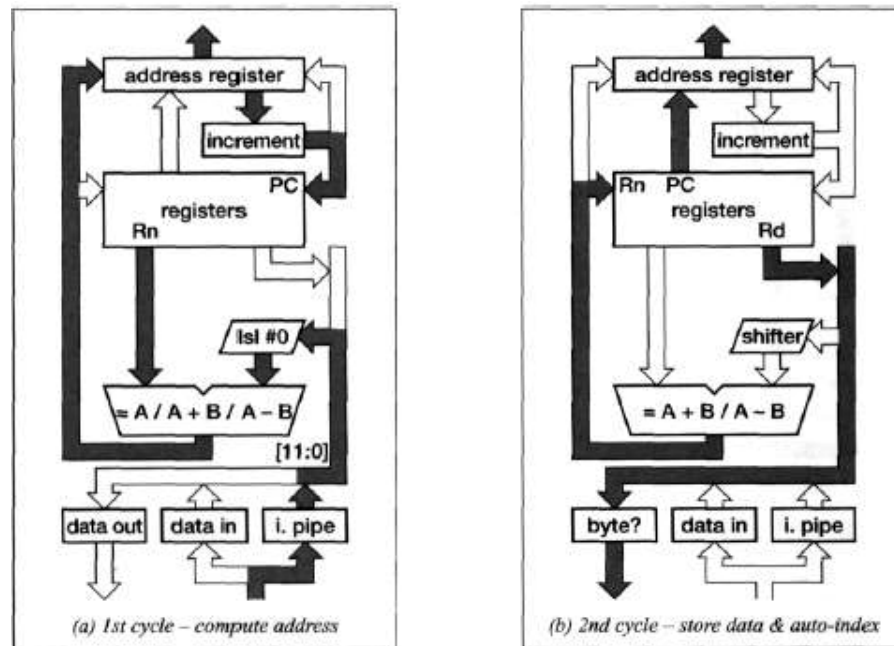 address register
increment
PC
registers
Rn
lsl #0
= A / A + B / A – B
[11:0]
data out data in i. pipe
(a) 1st cycle – compute address
address register
increment
Rn PC
registers
Rd
shifter
= A + B / A – B
byte? data in i. pipe
(b) 2nd cycle – store data & auto-index